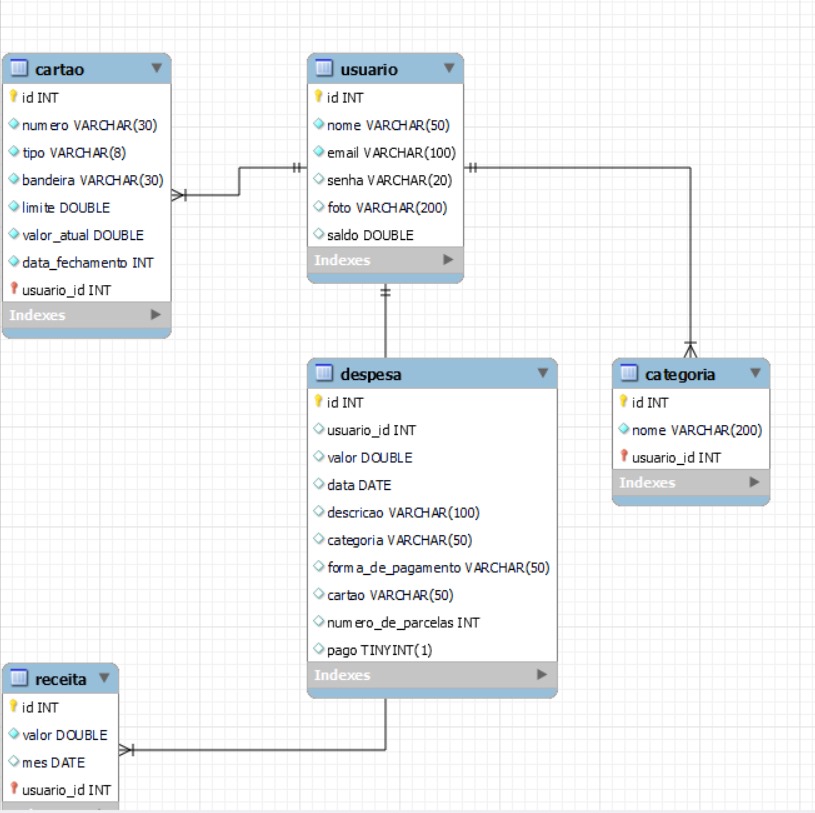 cartao
id INT
numero VARCHAR(30)
tipo VARCHAR(8)
bandeira VARCHAR(30)
limite DOUBLE
valor_atual DOUBLE
data_fechamento INT
usuario_id INT
Indexes
usuario
id INT
nome VARCHAR(50)
email VARCHAR(100)
senha VARCHAR(20)
foto VARCHAR(200)
saldo DOUBLE
Indexes
despesa
id INT
usuario_id INT
valor DOUBLE
data DATE
descricao VARCHAR(100)
categoria VARCHAR(50)
forma_de_pagamento VARCHAR(50)
cartao VARCHAR(50)
numero_de_parcelas INT
pago TINYINT(1)
Indexes
categoria
id INT
nome VARCHAR(200)
usuario_id INT
Indexes
receita
id INT
valor DOUBLE
mes DATE
usuario_id INT